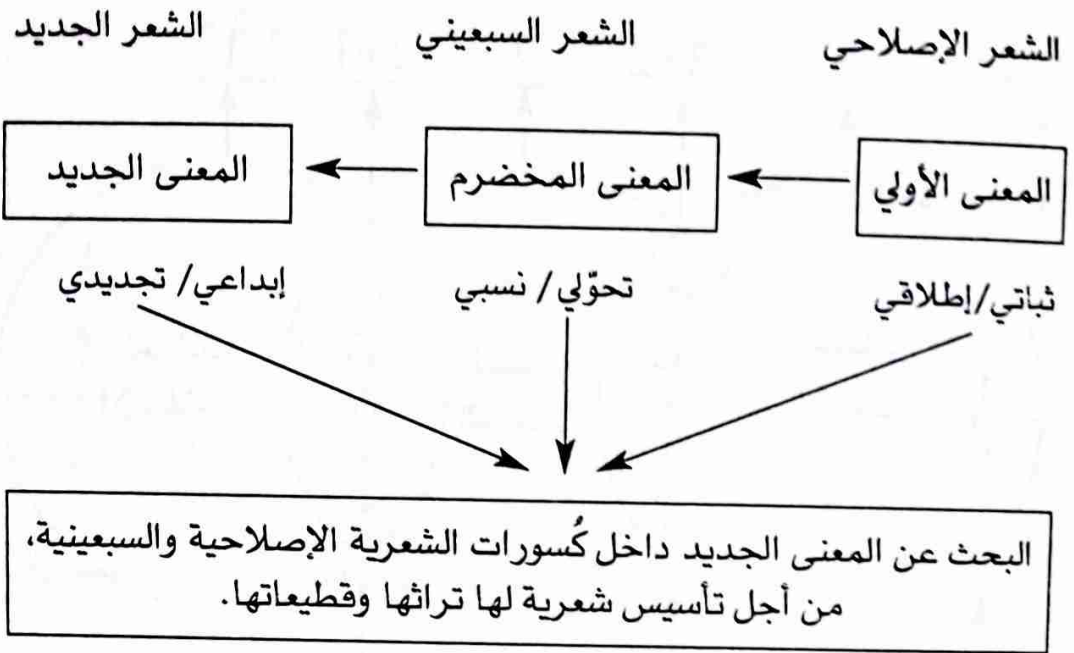 الشعر الإصلاحي
الشعر السبعيني
الشعر الجديد
المعنى الأولي
المعنى المخضرم
المعنى الجديد
ثباتي/إطلاقي
تحوّلي/ نسبي
إبداعي/ تجديدي
البحث عن المعنى الجديد داخل كُسورات الشعرية الإصلاحية والسبعينية،
من أجل تأسيس شعرية لها تراثها وقطيعاتها.